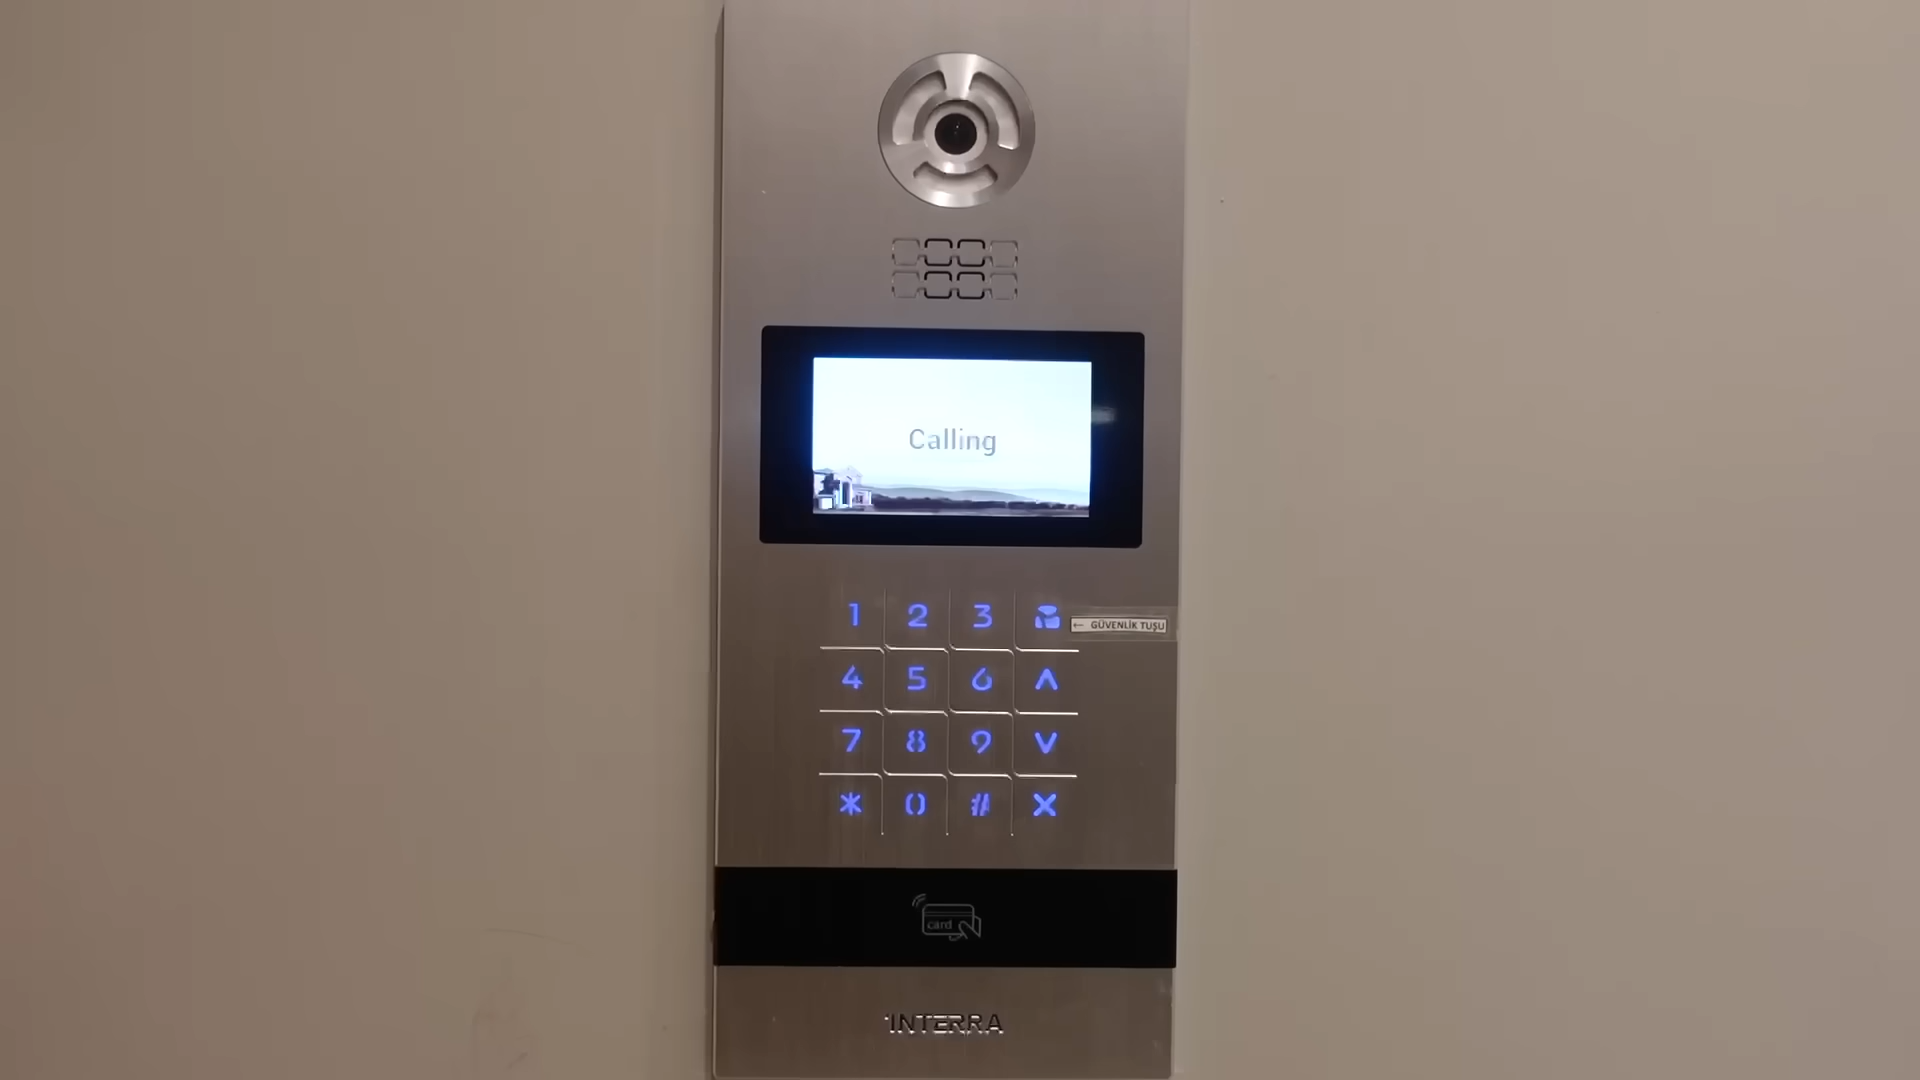 Calling
1 2 3
← GÜVENLİK TUŞU
4 5 6
7 8 9
* 0 #
card
INTERRA